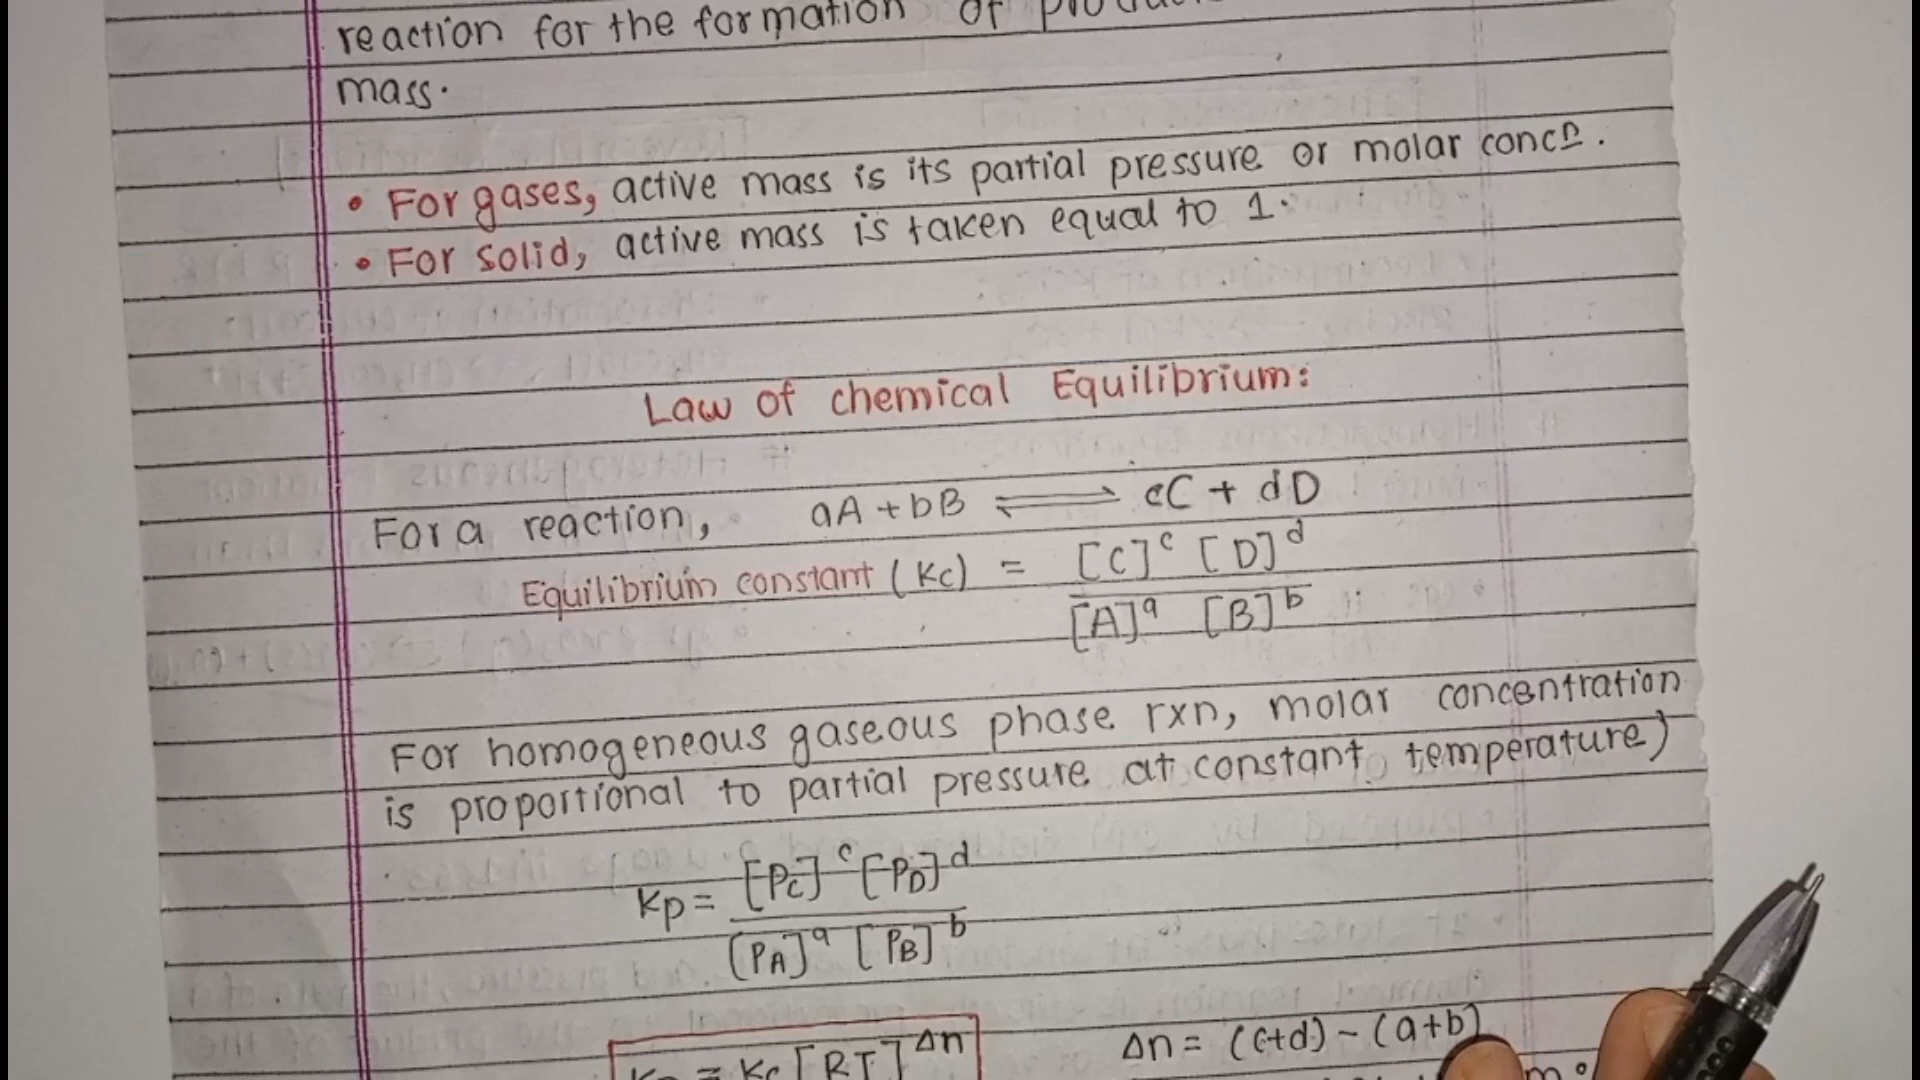 reaction for the formation of
mass.
• For gases, active mass is its partial pressure or molar concn.
• For solid, active mass is taken equal to 1.
Law of chemical Equilibrium:
For a reaction, aA + bB ⇌ cC + dD
Equilibrium constant (Kc) = [C]^c [D]^d / [A]^a [B]^b
For homogeneous gaseous phase rxn, molar concentration
is proportional to partial pressure at constant temperature)
Kp = [PC]^c [PD]^d / [PA]^a [PB]^b
= Kc [RT]^Δn Δn = (c+d) - (a+b)